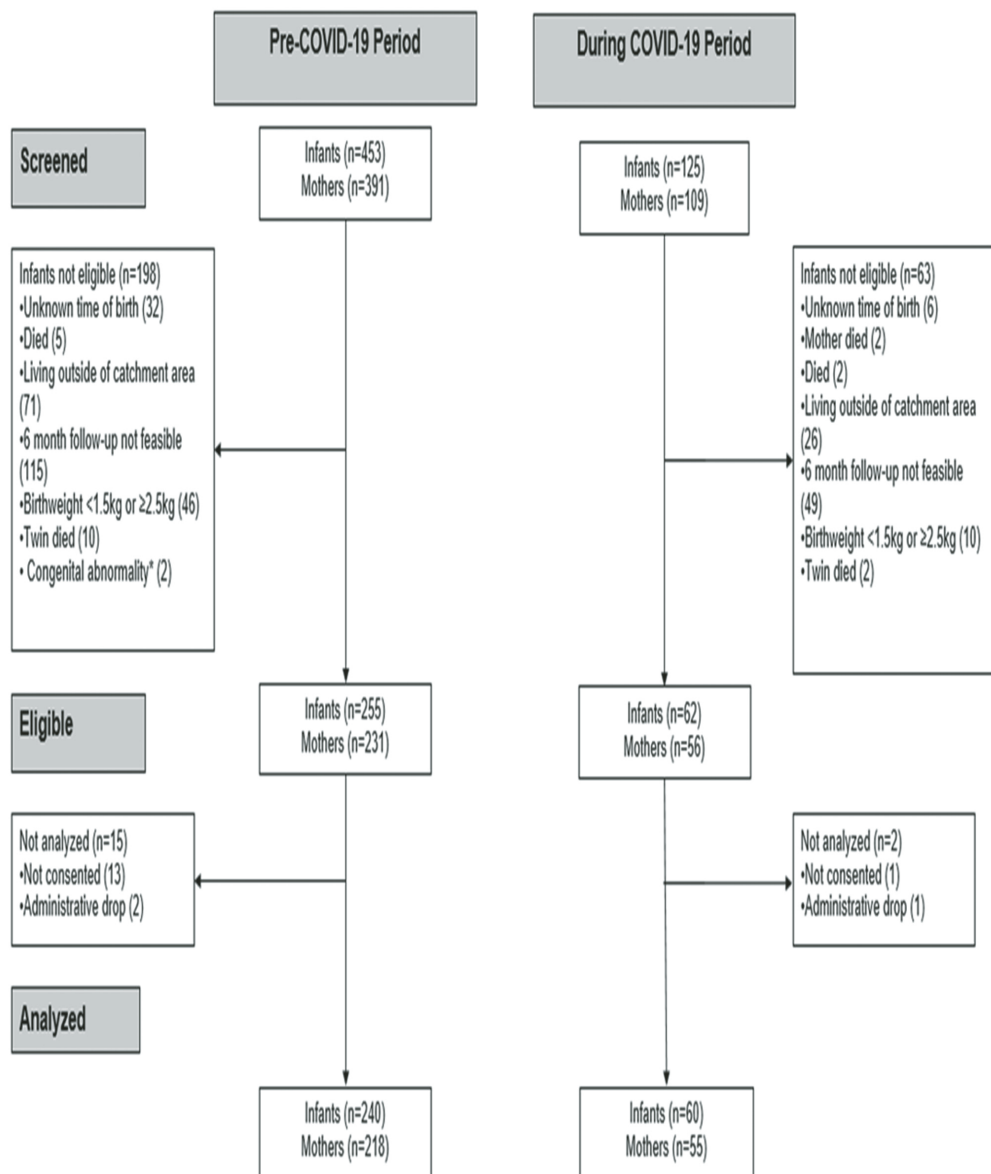 Pre-COVID-19 Period
During COVID-19 Period
Screened
Infants (n=453)
Mothers (n=391)
Infants (n=125)
Mothers (n=109)
Infants not eligible (n=198)
•Unknown time of birth (32)
•Died (5)
•Living outside of catchment area
(71)
•6 month follow-up not feasible
(115)
•Birthweight <1.5kg or ≥2.5kg (46)
•Twin died (10)
• Congenital abnormality* (2)
Infants not eligible (n=63)
•Unknown time of birth (6)
•Mother died (2)
•Died (2)
•Living outside of catchment area
(26)
•6 month follow-up not feasible
(49)
•Birthweight <1.5kg or ≥2.5kg (10)
•Twin died (2)
Eligible
Infants (n=255)
Mothers (n=231)
Infants (n=62)
Mothers (n=56)
Not analyzed (n=15)
•Not consented (13)
•Administrative drop (2)
Not analyzed (n=2)
•Not consented (1)
•Administrative drop (1)
Analyzed
Infants (n=240)
Mothers (n=218)
Infants (n=60)
Mothers (n=55)